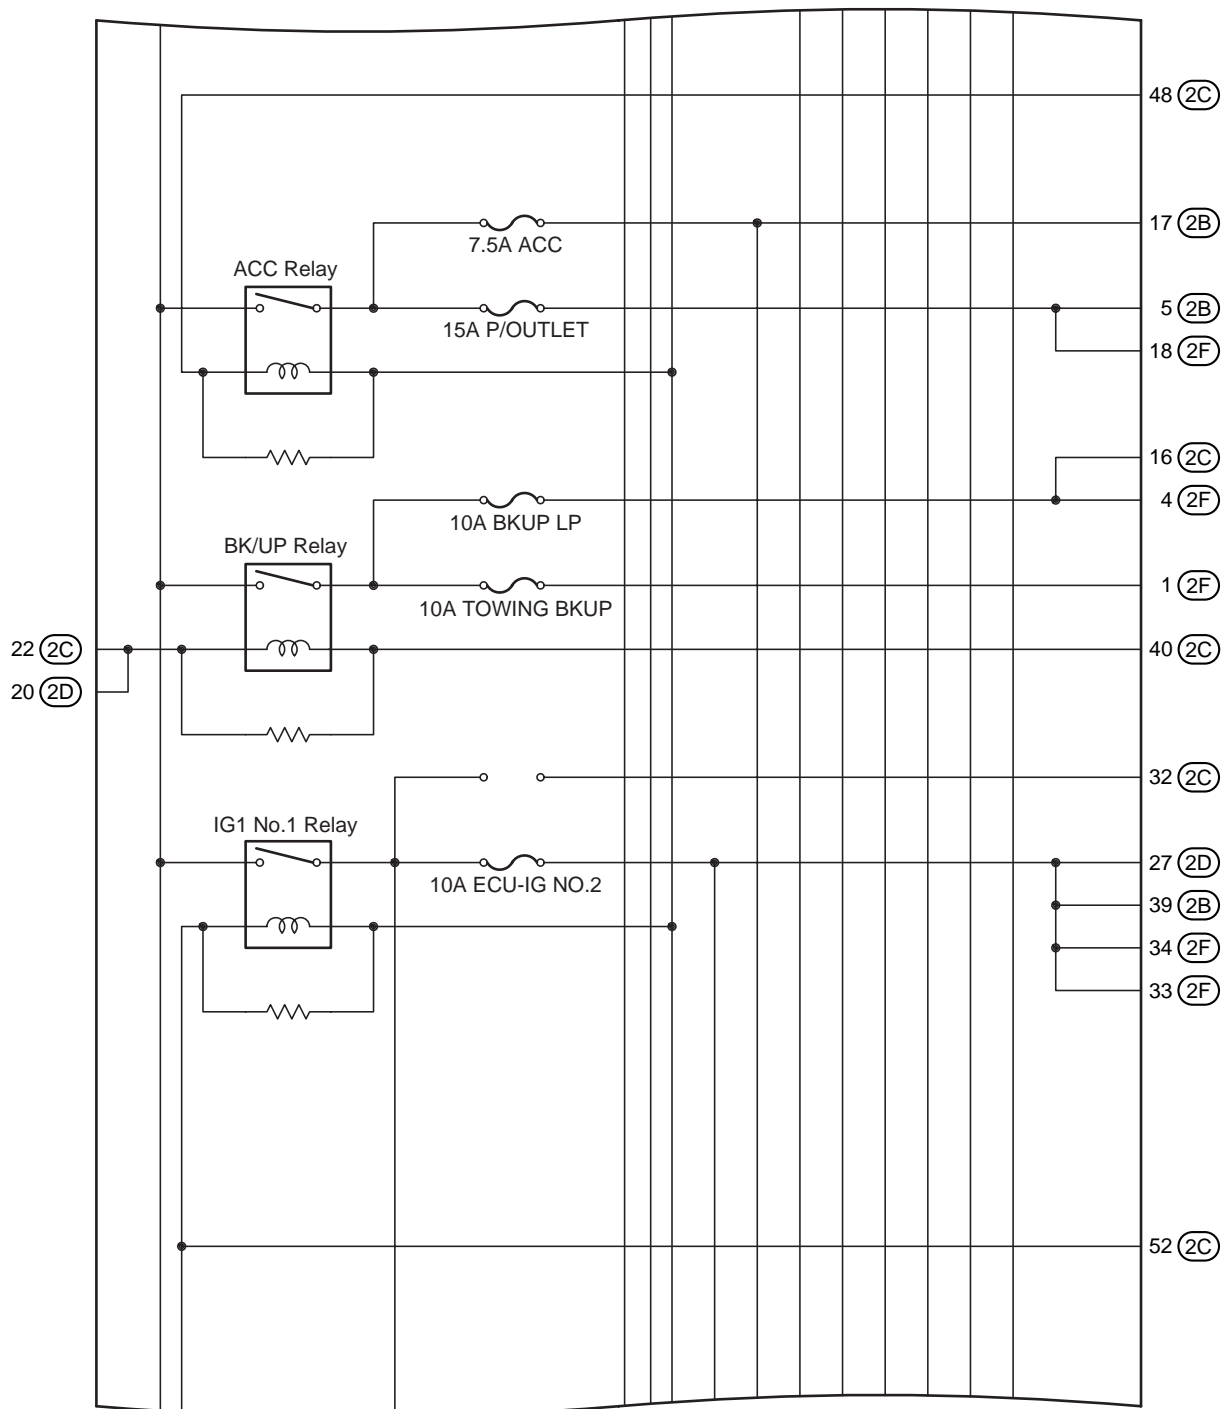 48 2C
17 2B
7.5A ACC
ACC Relay
5 2B
15A P/OUTLET
18 2F
16 2C
4 2F
10A BKUP LP
BK/UP Relay
1 2F
10A TOWING BKUP
22 2C
40 2C
20 2D
32 2C
IG1 No.1 Relay
27 2D
10A ECU-IG NO.2
39 2B
34 2F
33 2F
52 2C